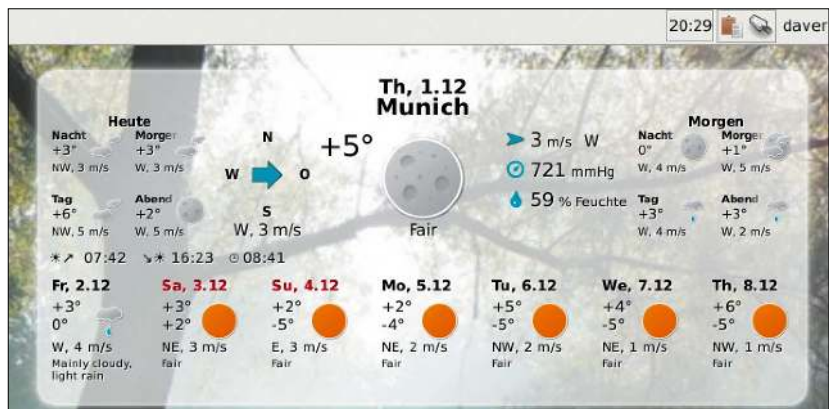 20:29 daver
Th, 1.12
Munich
Heute
Nacht
+3°
NW, 3 m/s
Morger
+3°
W, 3 m/s
Tag
+6°
NW, 5 m/s
Abend
+2°
W, 5 m/s
07:42 16:23 08:41
N
W O
S
W, 3 m/s
+5°
Fair
3 m/s W
721 mmHg
59 % Feuchte
Morgen
Nacht
0°
W, 4 m/s
Morge
+1°
W, 5 m/s
Tag
+3°
W, 4 m/s
Abend
+3°
W, 2 m/s
Fr, 2.12
+3°
0°
W, 4 m/s
Mainly cloudy,
light rain
Sa, 3.12
+3°
+2°
NE, 3 m/s
Fair
Su, 4.12
+2°
-5°
E, 3 m/s
Fair
Mo, 5.12
+2°
-4°
NE, 2 m/s
Fair
Tu, 6.12
+5°
-5°
NW, 2 m/s
Fair
We, 7.12
+4°
-5°
NE, 1 m/s
Fair
Th, 8.12
+6°
-5°
NW, 1 m/s
Fair